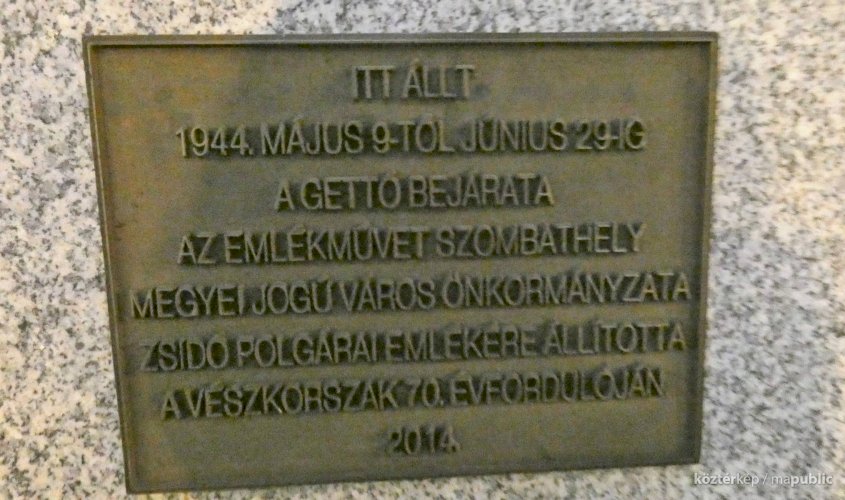 ITT ÁLLT
1944. MÁJUS 9-TŐL JÚNIUS 29-IG
A GETTÓ BEJÁRATA
AZ EMLÉKMŰVET SZOMBATHELY
MEGYEI JOGÚ VÁROS ÖNKORMÁNYZATA
ZSIDÓ POLGÁRAI EMLÉKÉRE ÁLLÍTOTTA
A VÉSZKORSZAK 70. ÉVFORDULÓJÁN
2014
köztérkép / mapublic